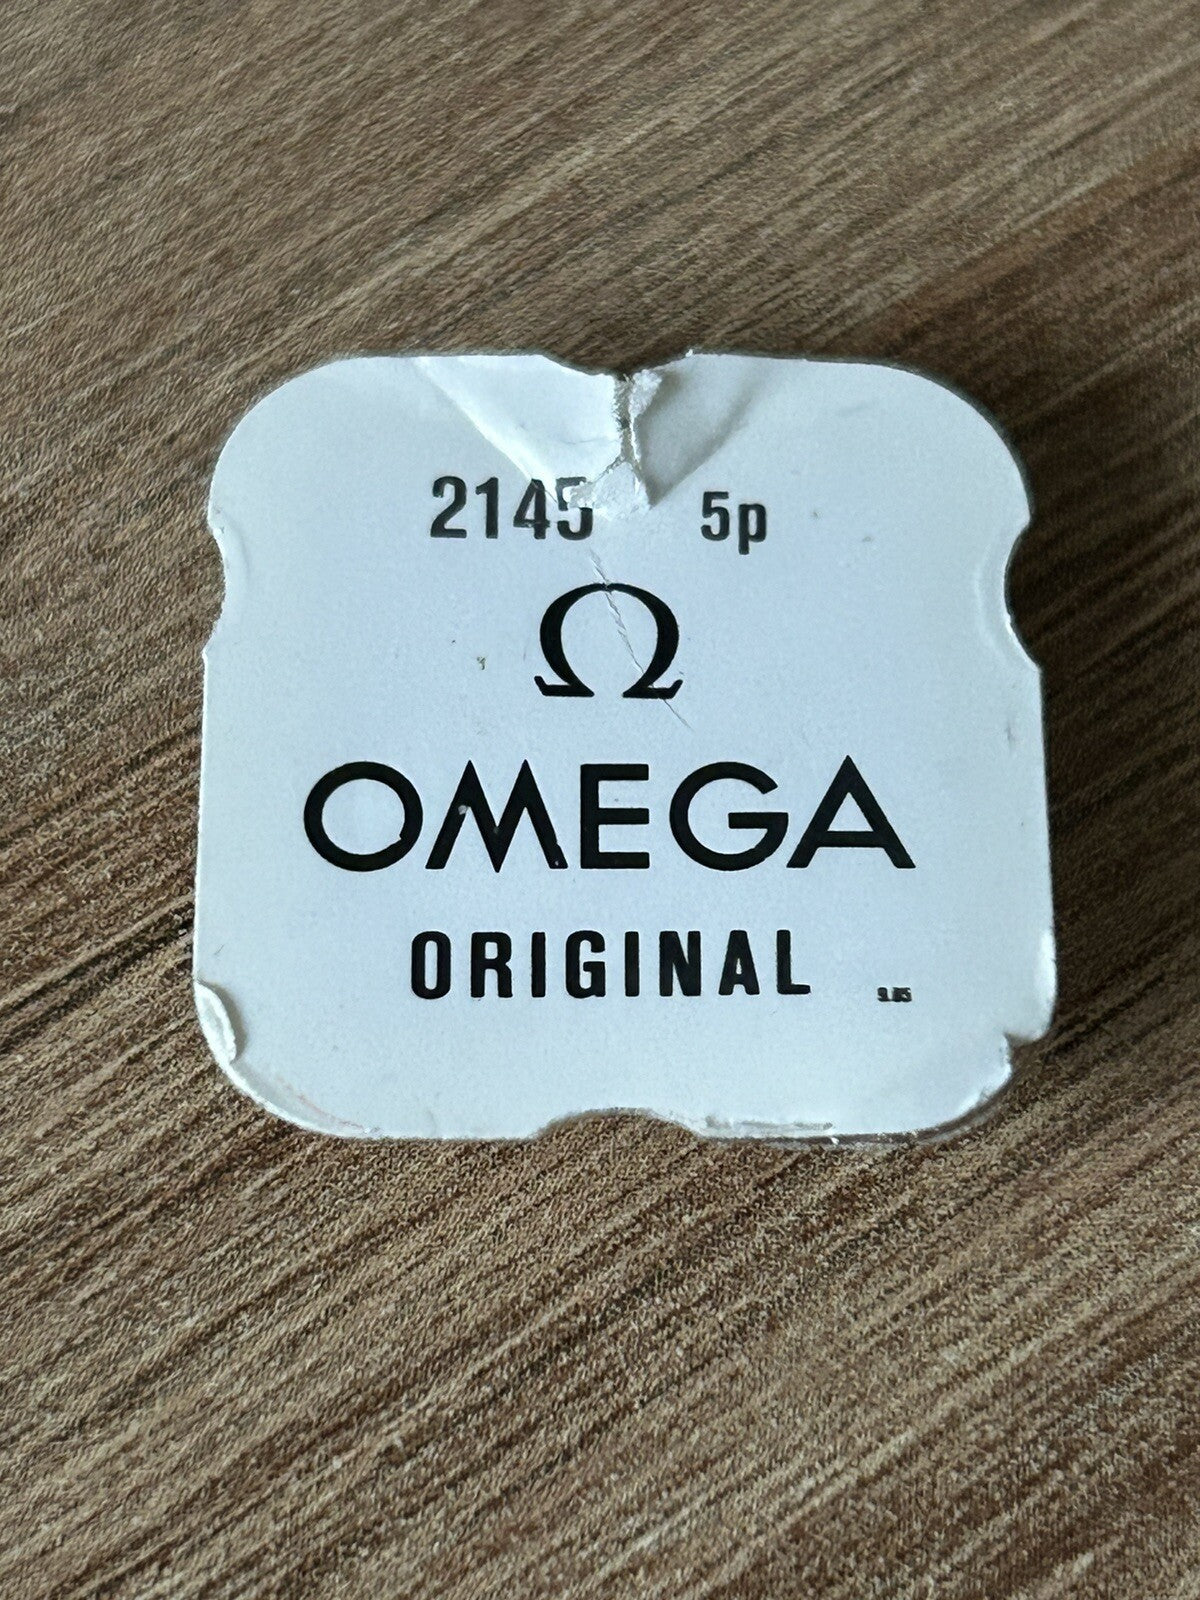 2145 5p
Ω
OMEGA
ORIGINAL